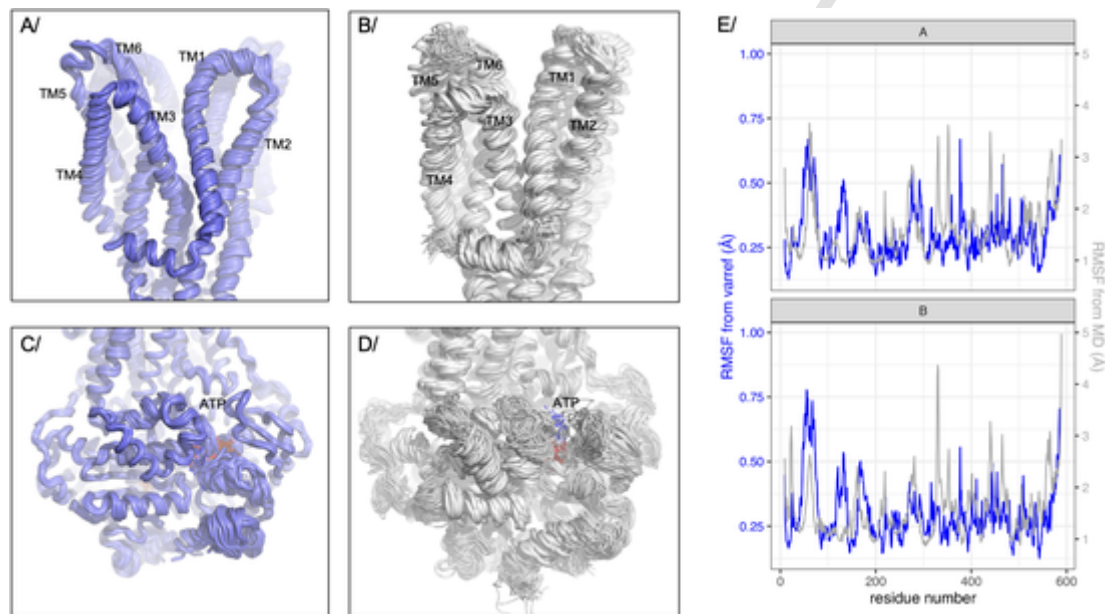 A/
TM6
TM1
TM5
TM3
TM2
TM4
B/
TM6
TM1
TM5
TM3
TM2
TM4
C/
ATP
D/
ATP
E/
A
1.00
0.75
0.50
0.25
5
4
3
2
1
B
1.00
0.75
0.50
0.25
5
4
3
2
1
RMSF from varref (Å)
RMSF from MD (Å)
0
200
400
600
residue number